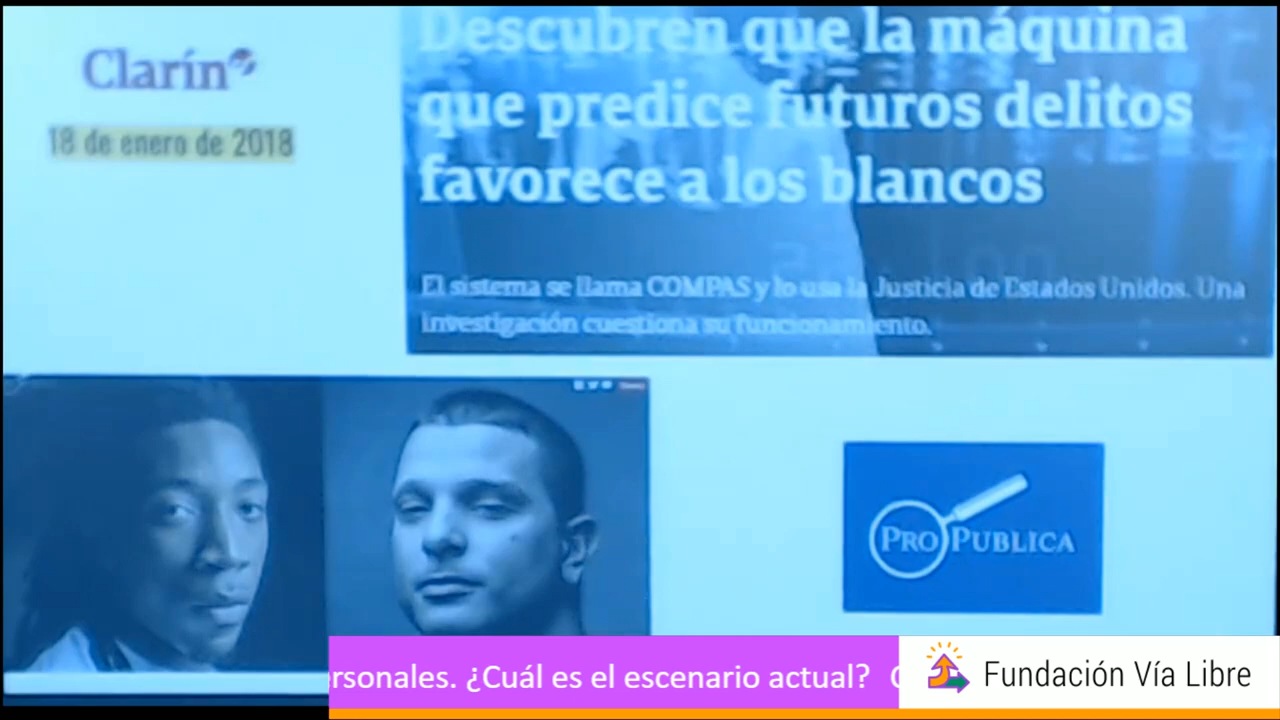 Clarín
18 de enero de 2018
Descubren que la máquina
que predice futuros delitos
favorece a los blancos
El sistema se llama COMPAS y lo usa la Justicia de Estados Unidos. Una
investigación cuestiona su funcionamiento.
PROPUBLICA
rsonales. ¿Cuál es el escenario actual?
Fundación Vía Libre